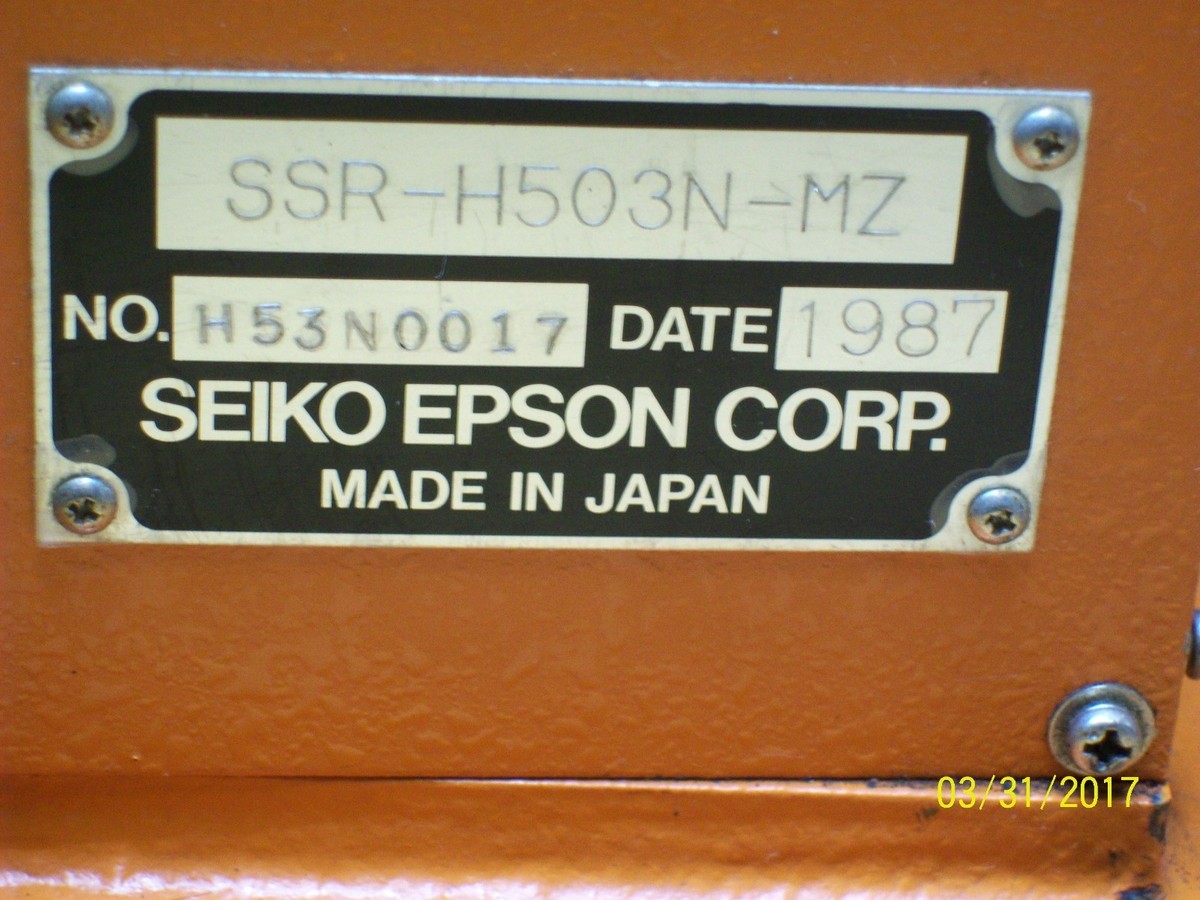 SSR-H503N-MZ
NO. H53N0017 DATE 1987
SEIKO EPSON CORP.
MADE IN JAPAN
03/31/2017